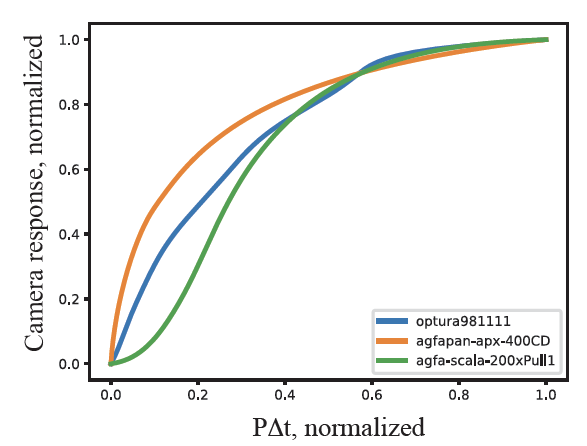 Camera response, normalized
1.0
0.8
0.6
0.4
0.2
0.0
optura981111
agfapan-apx-400CD
agfa-scala-200xPull1
0.0 0.2 0.4 0.6 0.8 1.0
PΔt, normalized